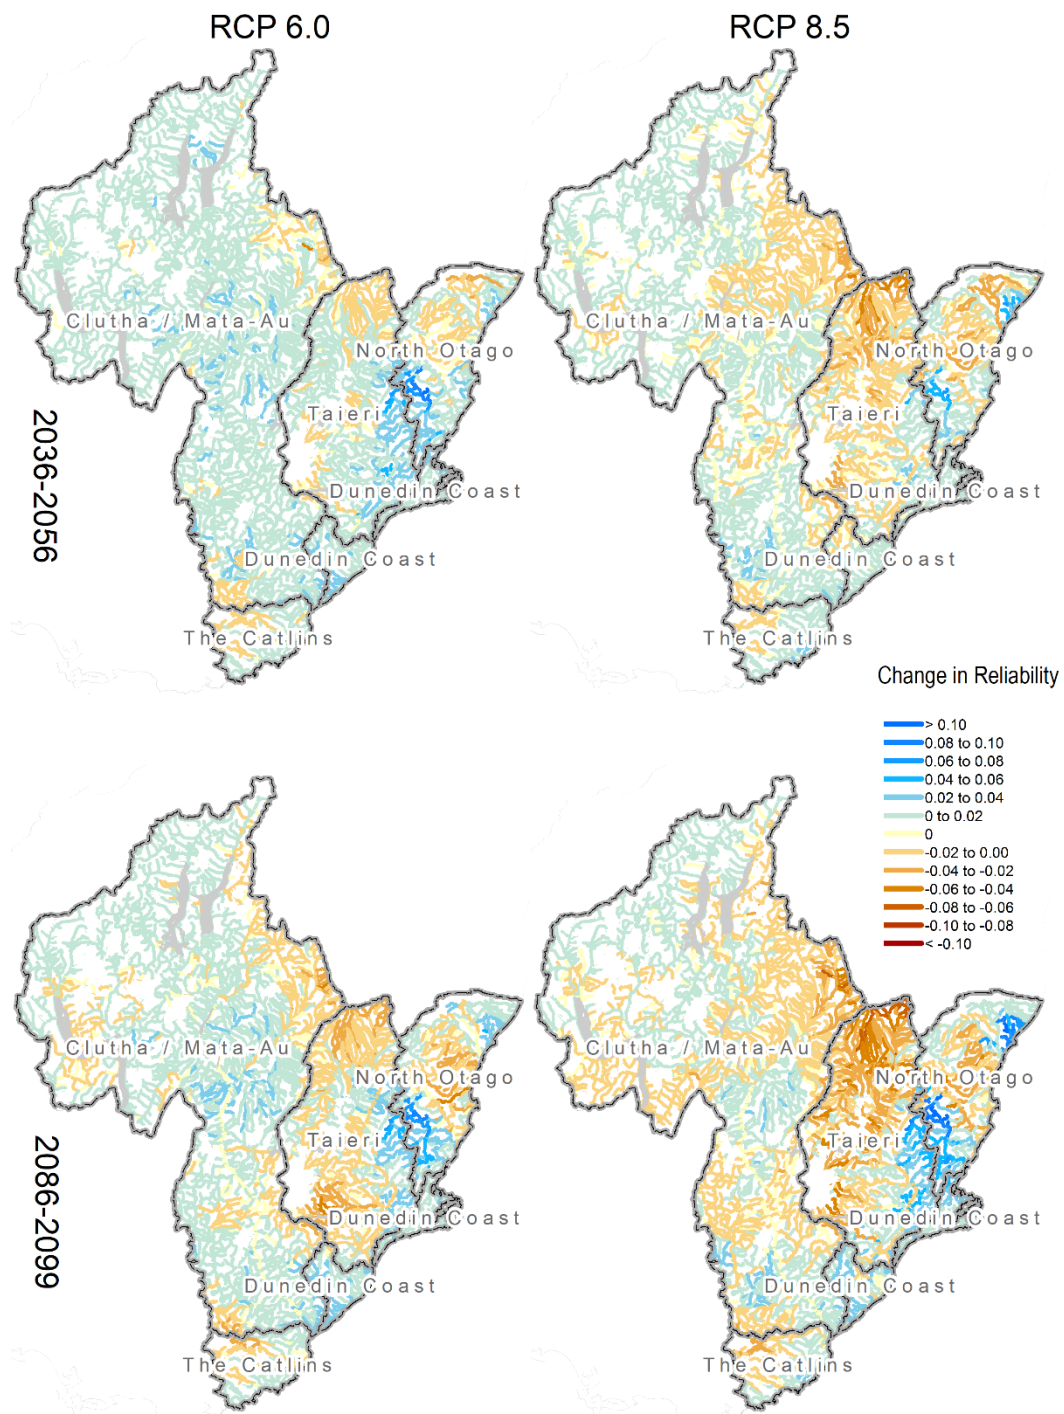 RCP 6.0
RCP 8.5
2036-2056
Clutha / Mata-Au
North Otago
Taieri
Dunedin Coast
Dunedin Coast
The Catlins
Clutha / Mata-Au
North Otago
Taieri
Dunedin Coast
Dunedin Coast
The Catlins
Change in Reliability
> 0.10
0.08 to 0.10
0.06 to 0.08
0.04 to 0.06
0.02 to 0.04
0 to 0.02
0
-0.02 to 0.00
-0.04 to -0.02
-0.06 to -0.04
-0.08 to -0.06
-0.10 to -0.08
< -0.10
2086-2099
Clutha / Mata-Au
North Otago
Taieri
Dunedin Coast
Dunedin Coast
The Catlins
Clutha / Mata-Au
North Otago
Taieri
Dunedin Coast
Dunedin Coast
The Catlins